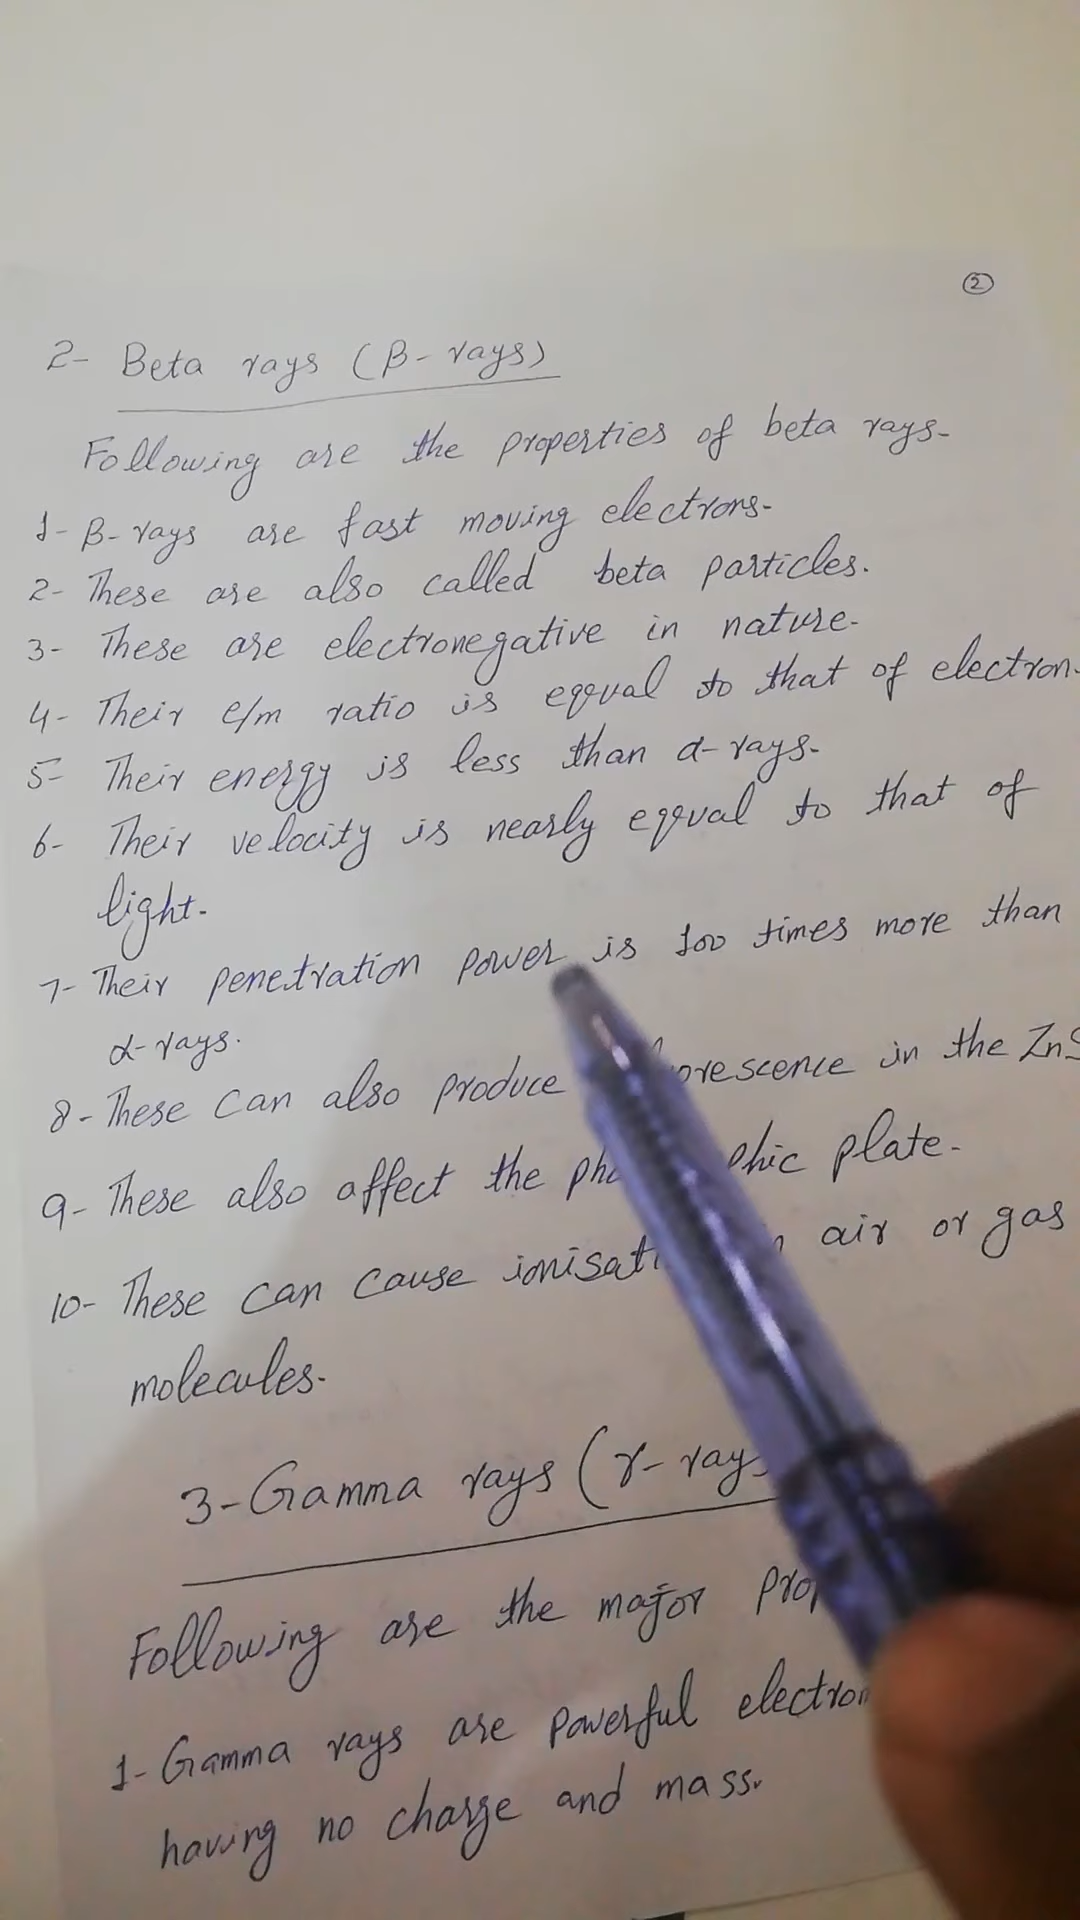 2
2- Beta rays (β-rays)
Following are the properties of beta rays-
1- β-rays are fast moving electrons-
2- These are also called beta particles.
3- These are electronegative in nature-
4- Their e/m ratio is eqqual to that of electron-
5- Their energy is less than α-rays-
6- Their velocity is nearly eqqual to that of
light-
7- Their penetration power is 100 times more than
α-rays.
8- These can also produce in the ZnS
9- These also affect the plate-
10- These can cause air or gas
molecules-
3- Gamma rays (γ-rays
Following are the major
1- Gamma rays are powerful
having no charge and mass.